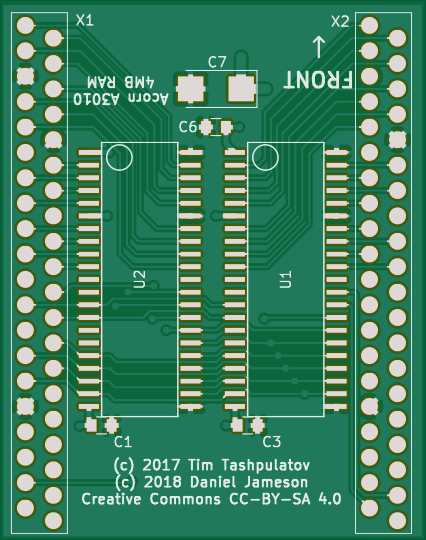 X1
X2
C7
FRONT
Acorn A3010
4MB RAM
C6
U2
U1
C1
C3
(c) 2017 Tim Tashpulatov
(c) 2018 Daniel Jameson
Creative Commons CC-BY-SA 4.0